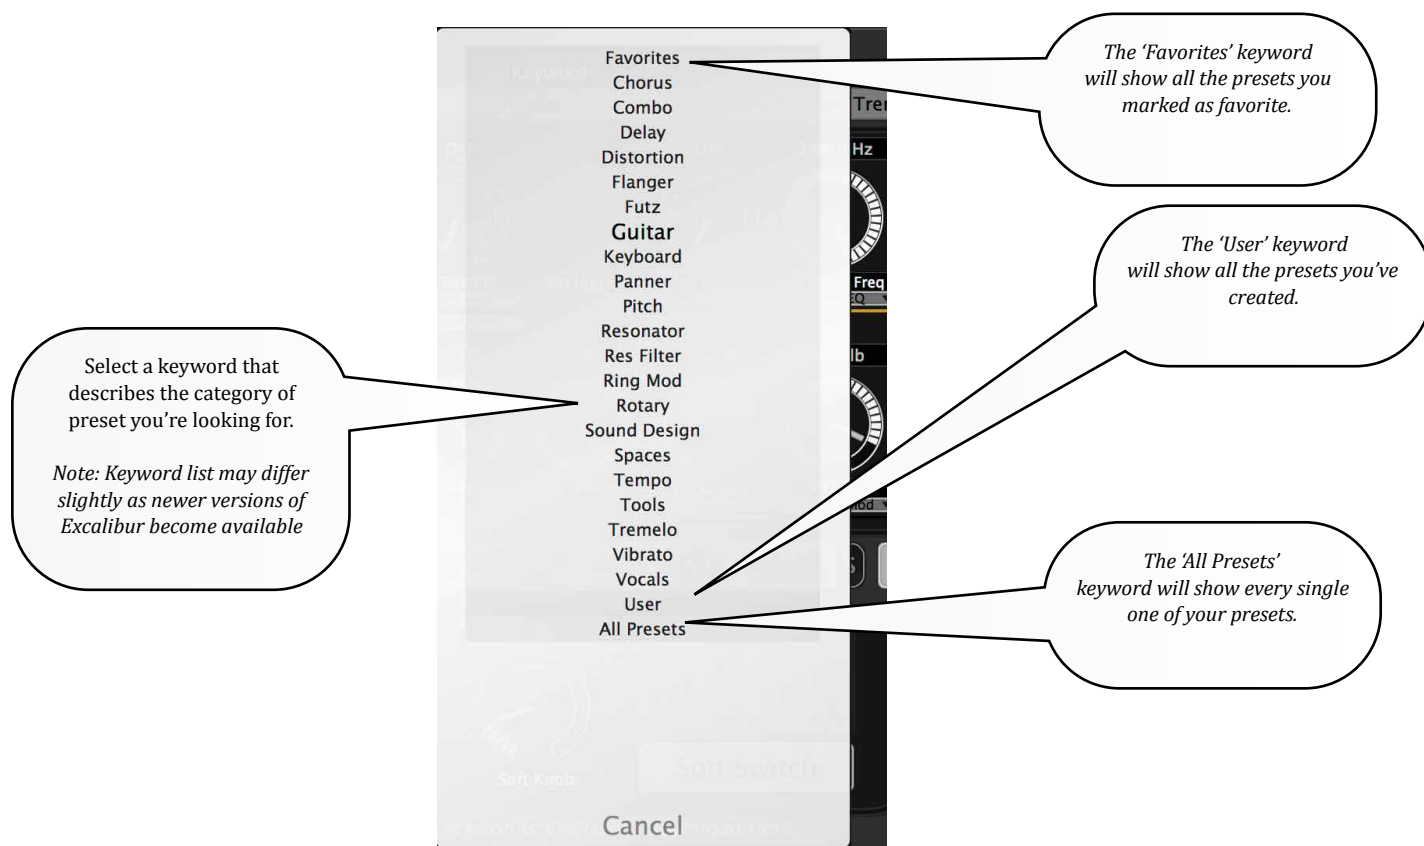 Favorites
Chorus
Combo
Delay
Distortion
Flanger
Futz
Guitar
Keyboard
Panner
Pitch
Resonator
Res Filter
Ring Mod
Rotary
Sound Design
Spaces
Tempo
Tools
Tremelo
Vibrato
Vocals
User
All Presets
Soft Knob
Soft Switch
Cancel
Hz
Freq
The ‘Favorites’ keyword
will show all the presets you
marked as favorite.
The ‘User’ keyword
will show all the presets you’ve
created.
Select a keyword that
describes the category of
preset you’re looking for.
Note: Keyword list may differ
slightly as newer versions of
Excalibur become available
The ‘All Presets’
keyword will show every single
one of your presets.